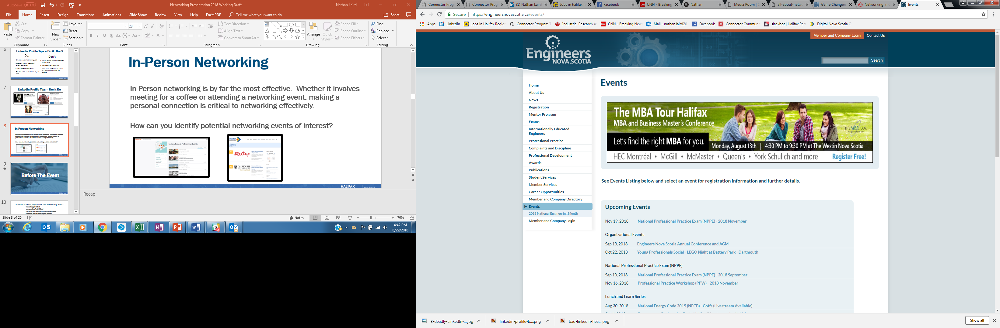 AutoSave Off
Networking Presentation 2018 Working Draft
Nathan Laird
File Home Insert Design Transitions Animations Slide Show Review View Help Foxit PDF Tell me what you want to do Share
Paste
Cut
Copy
Format Painter
Clipboard
New Slide
Layout
Reset
Section
Slides
28
Font
Text Direction
Align Text
Convert to SmartArt
Paragraph
Arrange
Quick Styles
Shape Fill
Shape Outline
Shape Effects
Drawing
Find
Replace
Select
Editing
6
LinkedIn Profile Tips – Do & Don't
Do:
Don't:
7
LinkedIn Profile Tips – Don't Do
8
In-Person Networking
9
Before The Event
10
"Success is where preparation and opportunity meet."
In-Person Networking
In-Person networking is by far the most effective. Whether it involves
meeting for a coffee or attending a networking event, making a
personal connection is critical to networking effectively.
How can you identify potential networking events of interest?
halifax, Canada Networking Events
digital
EVENTS
Meetup
DALHOUSIE UNIVERSITY
HALIFAX
Recap
Slide 8 of 20
Notes
70%
4:42 PM
8/29/2018
Connector Prog
Connector Prog
(1) Nathan Lair
Jobs in halifax r
Facebook
CNN - Breaking
Nathan
Media Room | C
all-about-netwo
Game Changers
Networking in C
Events
Secure https://engineersnovascotia.ca/events/
Apps
LinkedIn
Jobs in Halifax Regio
Connector Program T
Industrial Research A
CNN - Breaking New
Mail - nathan.laird20
Facebook
Connector Communi
slackbot | Halifax Par
Digital Nova Scotia C
Member and Company Login
Contact Us
Engineers
NOVA SCOTIA
Search
Home
About Us
News
Registration
Mentor Program
Exams
Internationally Educated
Engineers
Professional Practice
Complaints and Discipline
Professional Development
Awards
Publications
Student Services
Member Services
Career Opportunities
Member and Company Directory
Events
2018 National Engineering Month
Member and Company Login
Events
The MBA Tour Halifax
MBA and Business Master's Conference
THE MBA TOUR
Let's find the right MBA for you.
Monday, August 13th | 4:30 PM to 9:30 PM at The Westin Nova Scotia
HEC Montréal • McGill • McMaster • Queen's • York Schulich and more
Register Free!
See Events Listing below and select an event for registration information and further details.
Upcoming Events
Nov 19, 2018 National Professional Practice Exam (NPPE) - 2018 November
Organizational Events
Sep 13, 2018 Engineers Nova Scotia Annual Conference and AGM
Oct 22, 2018 Young Professionals Social - LEGO Night at Battery Park - Dartmouth
National Professional Practice Exam (NPPE)
Sep 10, 2018 National Professional Practice Exam (NPPE) - 2018 September
Nov 16, 2018 Professional Practice Workshop (PPW) - 2018 November
Lunch and Learn Series
Aug 30, 2018 National Energy Code 2015 (NECB) - Goffs (Livestream Available)
3-deadly-LinkedIn-....jpg
linkedin-profile-b....png
bad-linkedin-hea....png
Show all